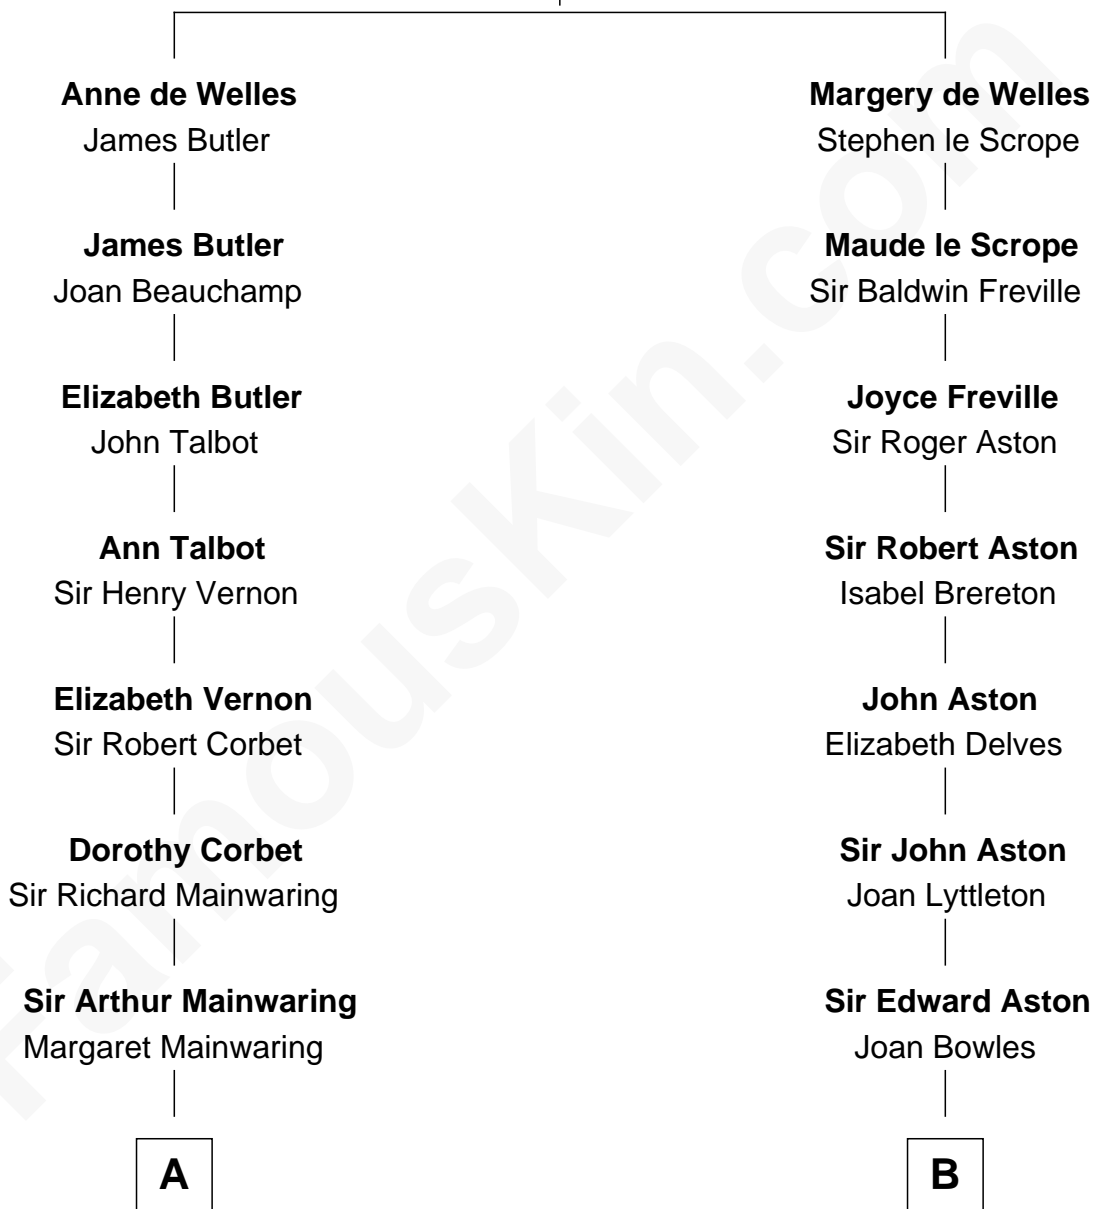 Anne de Welles
James Butler
James Butler
Joan Beauchamp
Elizabeth Butler
John Talbot
Ann Talbot
Sir Henry Vernon
Elizabeth Vernon
Sir Robert Corbet
Dorothy Corbet
Sir Richard Mainwaring
Sir Arthur Mainwaring
Margaret Mainwaring
A
Margery de Welles
Stephen le Scrope
Maude le Scrope
Sir Baldwin Freville
Joyce Freville
Sir Roger Aston
Sir Robert Aston
Isabel Brereton
John Aston
Elizabeth Delves
Sir John Aston
Joan Lyttleton
Sir Edward Aston
Joan Bowles
B
FamousKin.com